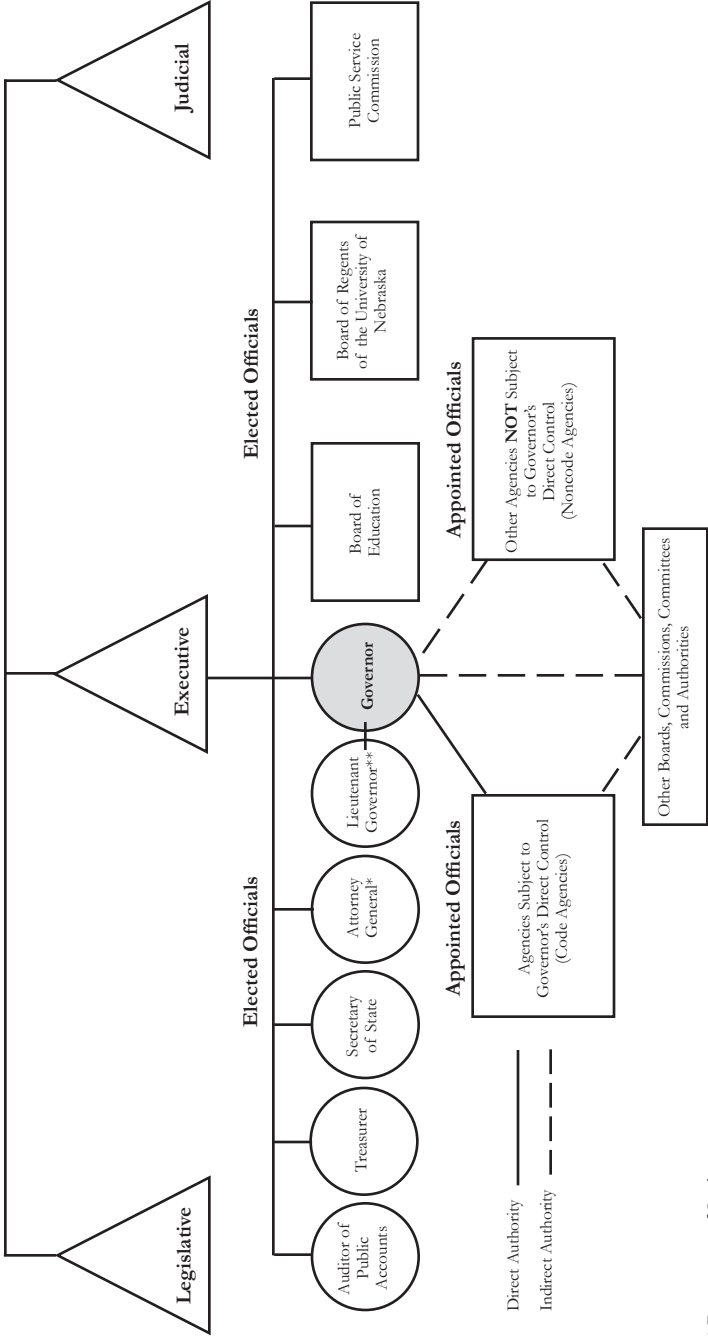 Legislative
Executive
Judicial
Elected Officials
Elected Officials
Auditor of
Public
Accounts
Treasurer
Secretary
of State
Attorney
General*
Lieutenant
Governor**
Governor
Board of
Education
Board of Regents
of the University of
Nebraska
Public Service
Commission
Appointed Officials
Agencies Subject to
Governor's Direct Control
(Code Agencies)
Appointed Officials
Other Agencies NOT Subject
to Governor's
Direct Control
(Noncode Agencies)
Other Boards, Commissions, Committees
and Authorities
Direct Authority
Indirect Authority